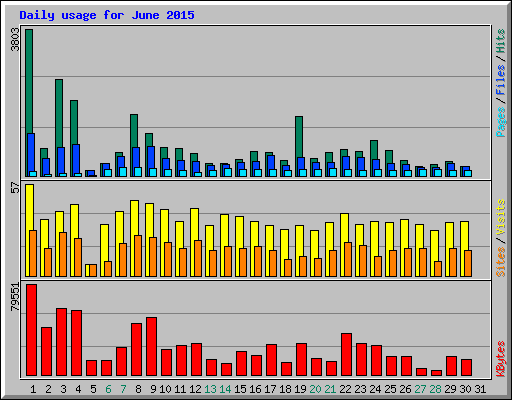 Daily usage for June 2015
3803
Pages / Files / Hits
57
Sites / Visits
79551
KBytes
1 2 3 4 5 6 7 8 9 10 11 12 13 14 15 16 17 18 19 20 21 22 23 24 25 26 27 28 29 30 31